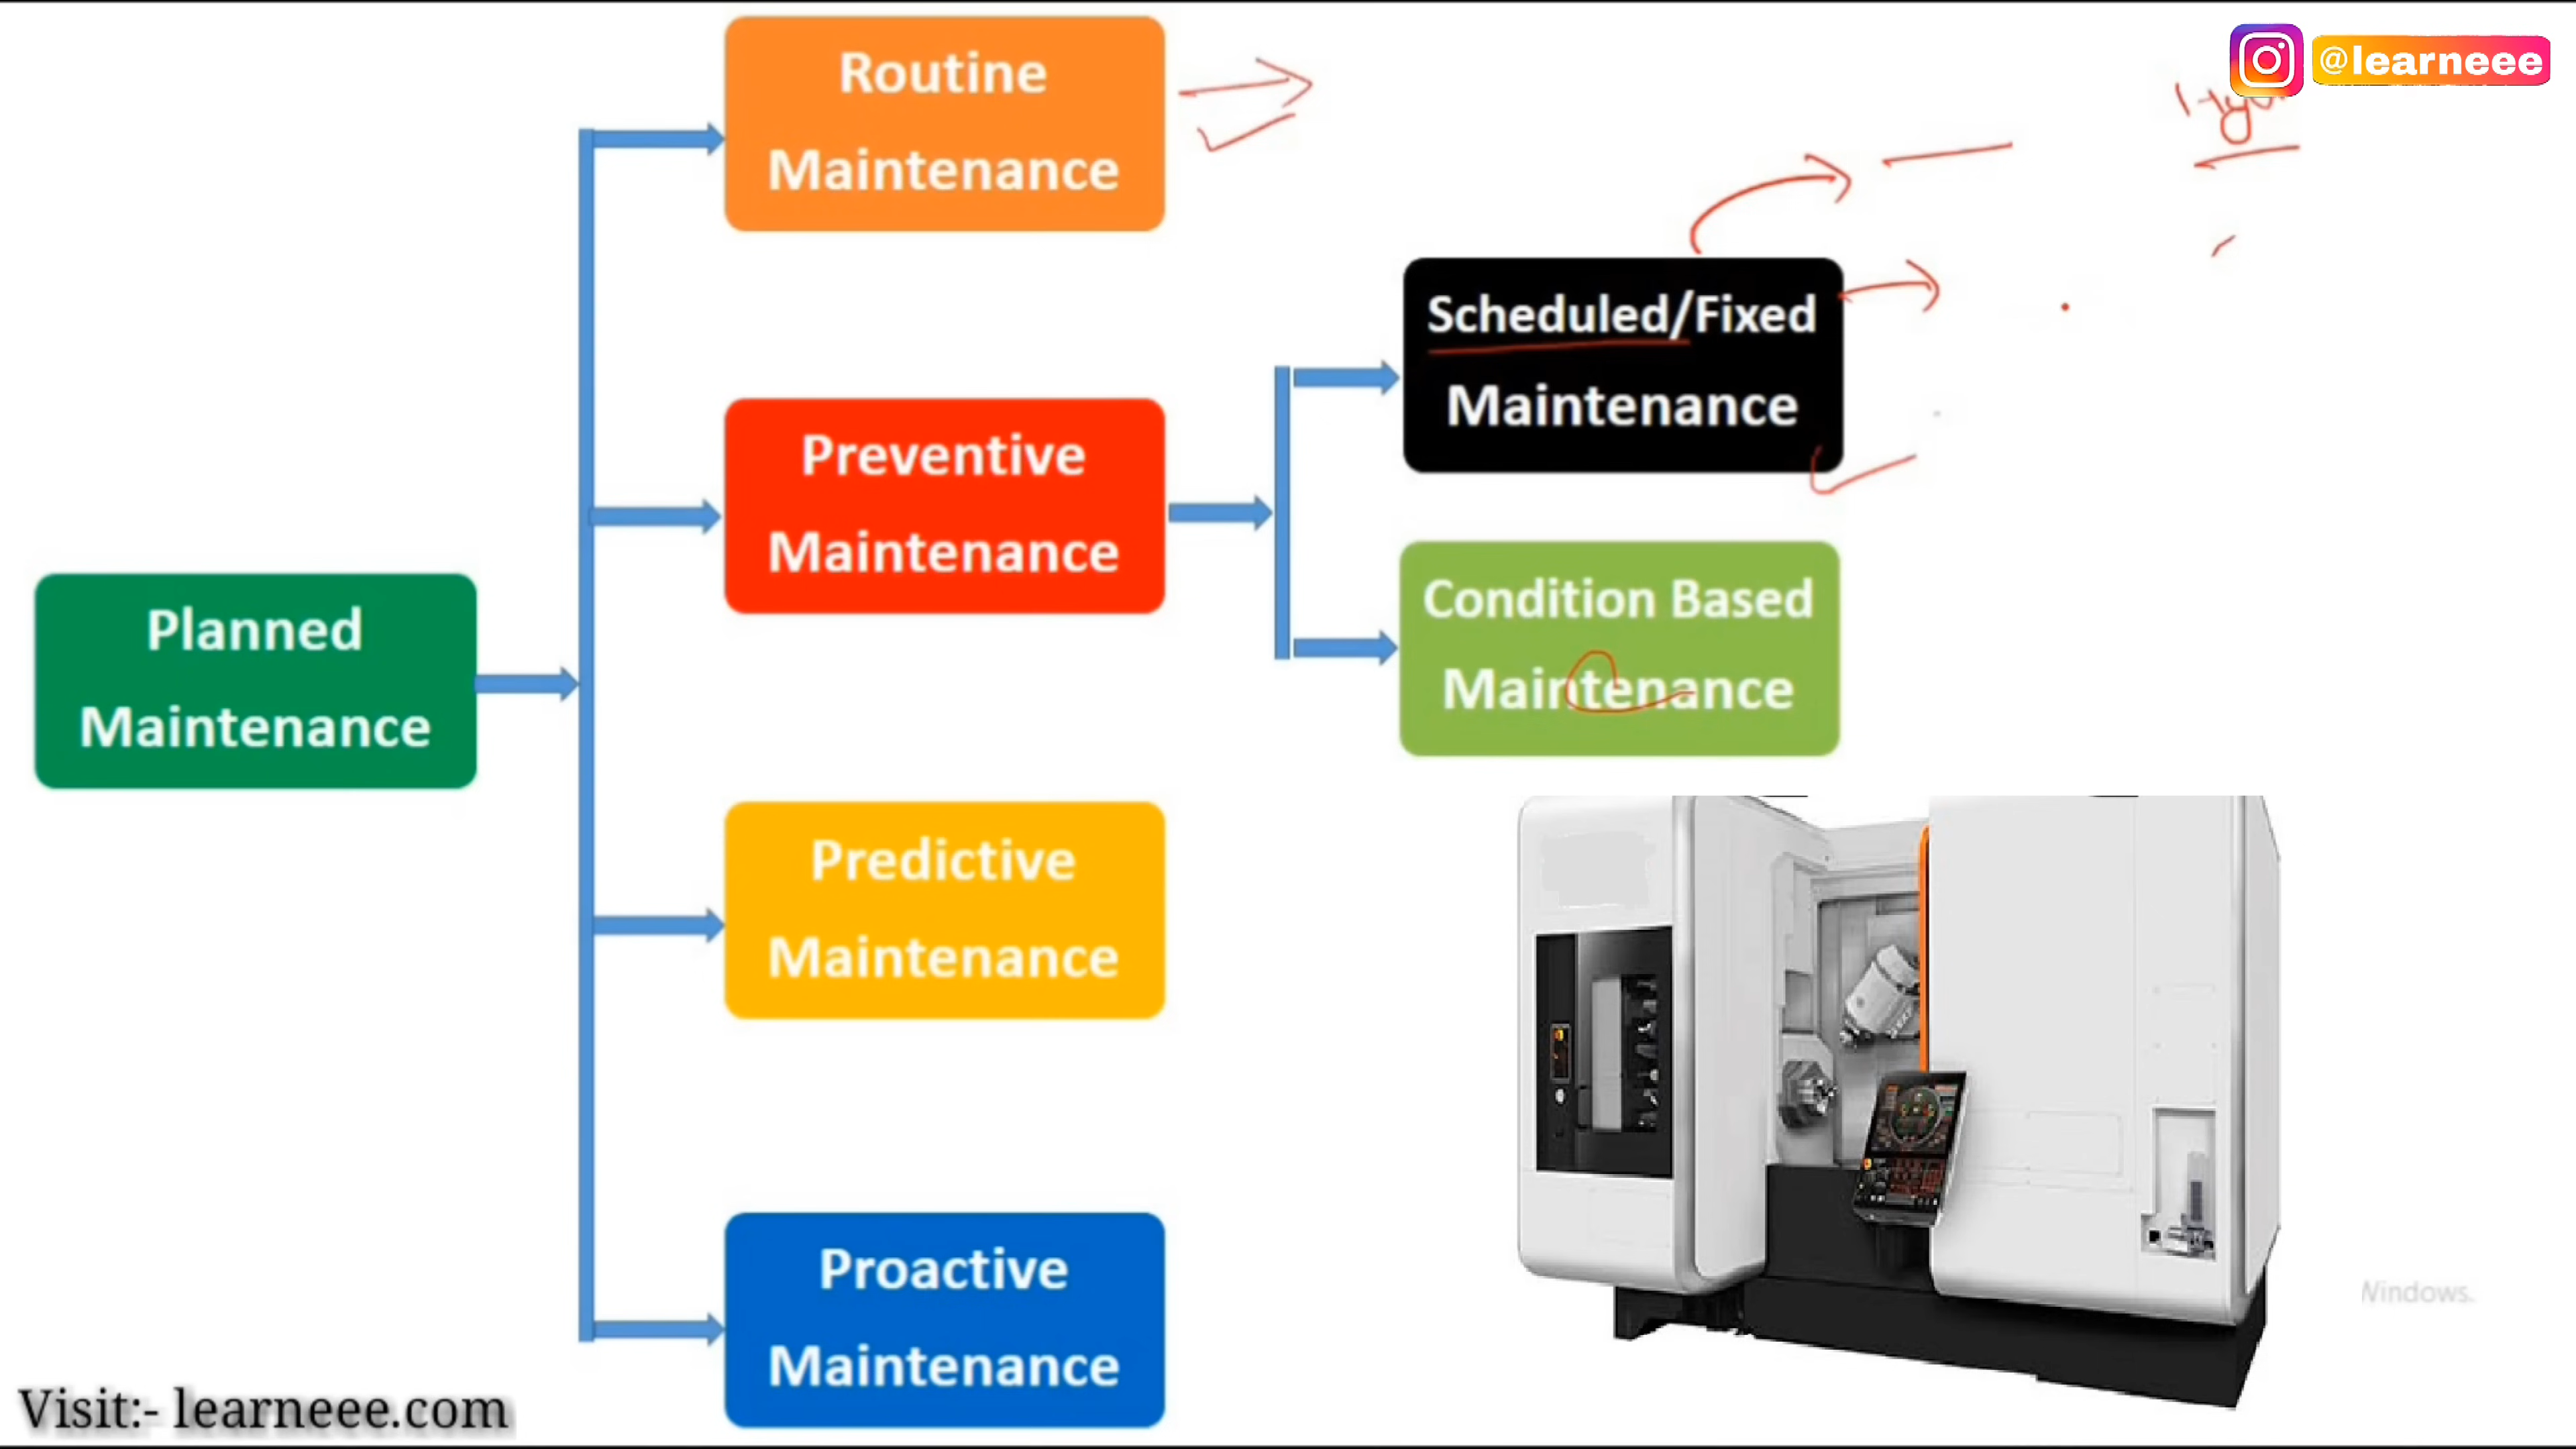 Routine
Maintenance
@learneee
Scheduled/Fixed
Maintenance
Preventive
Maintenance
Condition Based
Maintenance
Planned
Maintenance
Predictive
Maintenance
Proactive
Maintenance
Windows.
Visit:- learneee.com